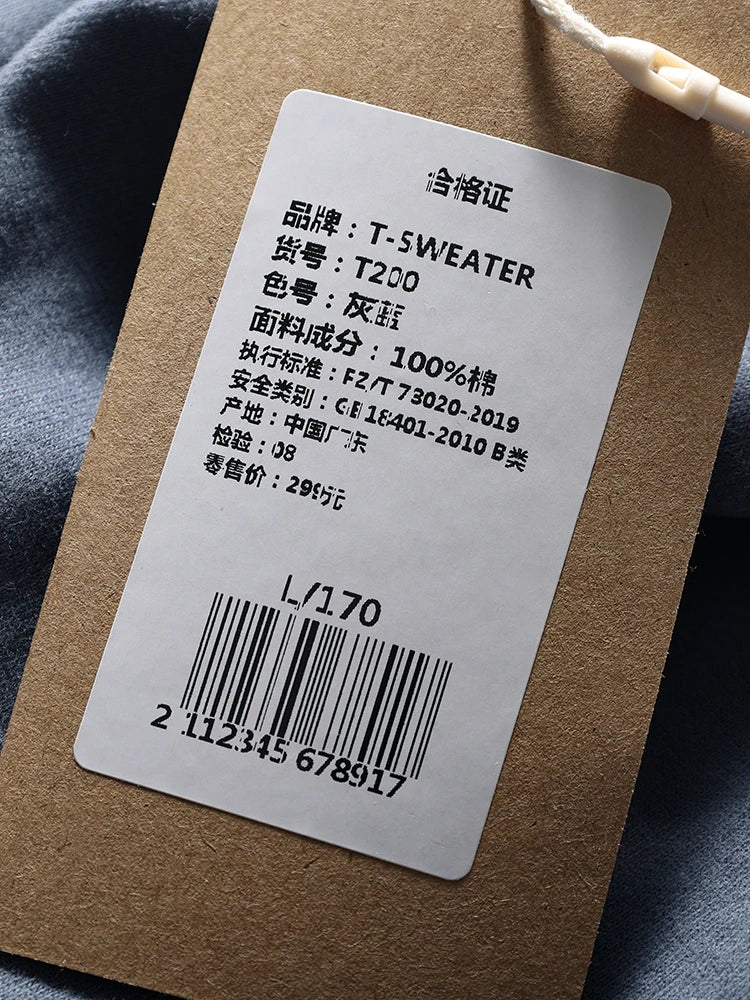 合格证
品牌：T-SWEATER
货号：T200
色号：灰蓝
面料成分：100%棉
执行标准：FZ/T 73020-2019
安全类别：GB 18401-2010 B类
产地：中国广东
检验：08
零售价：299元
L/170
2 112345 678917